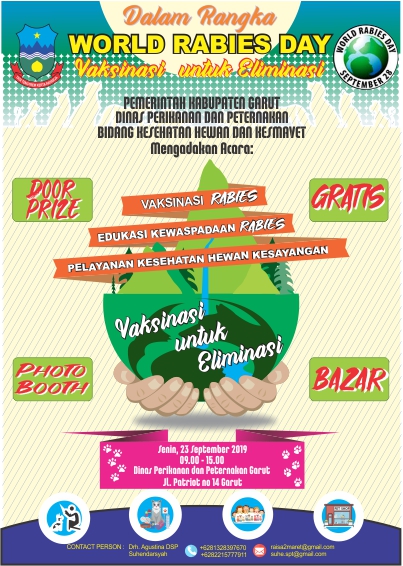 Dalam Rangka
WORLD RABIES DAY
Vaksinasi untuk Eliminasi
WORLD RABIES DAY
SEPTEMBER 28
PEMERINTAH KABUPATEN GARUT
DINAS PERIKANAN DAN PETERNAKAN
BIDANG KESEHATAN HEWAN DAN KESMAVET
Mengadakan Acara:
DOOR
PRIZE
GRATIS
VAKSINASI RABIES
EDUKASI KEWASPADAAN RABIES
PELAYANAN KESEHATAN HEWAN KESAYANGAN
Vaksinasi
untuk
Eliminasi
PHOTO
BOOTH
BAZAR
Senin, 23 September 2019
09.00 - 15.00
Dinas Perikanan dan Peternakan Garut
Jl. Patriot no 14 Garut
CONTACT PERSON : Drh. Agustina DSP
Suhendarsyah
+6281328397670
+6282215777911
raisa2maret@gmail.com
suhe.spt@gmail.com